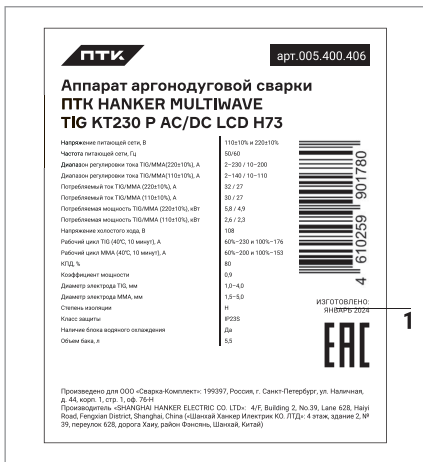 ПТК
арт.005.400.406
Аппарат аргонодуговой сварки
ПТК HANKER MULTIWAVE
TIG KT230 P AC/DC LCD H73
Напряжение питающей сети, В 110±10% и 220±10%
Частота питающей сети, Гц 50/60
Диапазон регулировки тока TIG/MMA(220±10%), А 2–230 / 10–200
Диапазон регулировки тока TIG/MMA(110±10%), А 2–140 / 10–110
Потребляемый ток TIG/MMA (220±10%), А 32 / 27
Потребляемый ток TIG/MMA (110±10%), А 30 / 27
Потребляемая мощность TIG/MMA (220±10%), кВт 5,8 / 4,9
Потребляемая мощность TIG/MMA (110±10%), кВт 2,6 / 2,3
Напряжение холостого хода, В 108
Рабочий цикл TIG (40℃, 10 минут), А 60%–230 и 100%–176
Рабочий цикл MMA (40℃, 10 минут), А 60%–200 и 100%–153
КПД, % 80
Коэффициент мощности 0,9
Диаметр электрода TIG, мм 1,0–4,0
Диаметр электрода MMA, мм 1,5–5,0
Степень изоляции H
Класс защиты IP23S
Наличие блока водяного охлаждения Да
Объем бака, л 5,5
4 610259 901780
ИЗГОТОВЛЕНО:
ЯНВАРЬ 2024
1
EAC
Произведено для ООО «Сварка-Комплект»: 199397, Россия, г. Санкт-Петербург, ул. Наличная,
д. 44, корп. 1, стр. 1, оф. 76-Н
Производитель «SHANGHAI HANKER ELECTRIC CO. LTD»: 4/F, Building 2, No.39, Lane 628, Haiyi
Road, Fengxian District, Shanghai, China («Шанхай Ханкер Илектрик КО. ЛТД»: 4 этаж, здание 2, №
39, переулок 628, дорога Хаиу, район Фэнсянь, Шанхай, Китай)